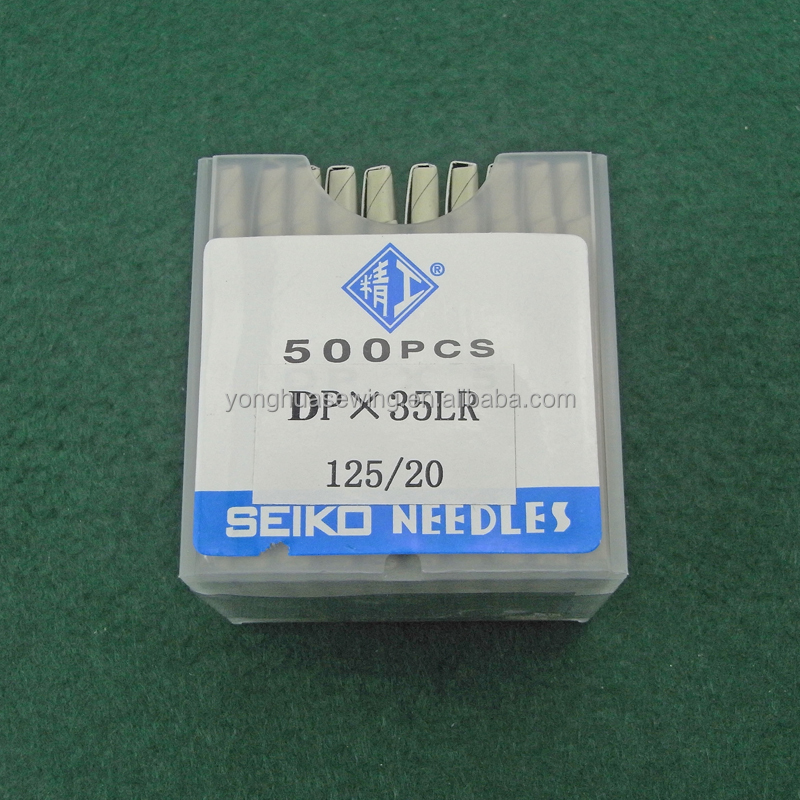 精工®
500PCS
yonghuasewing.en.alibaba.com
DP×35LR
125/20
SEIKO NEEDLES